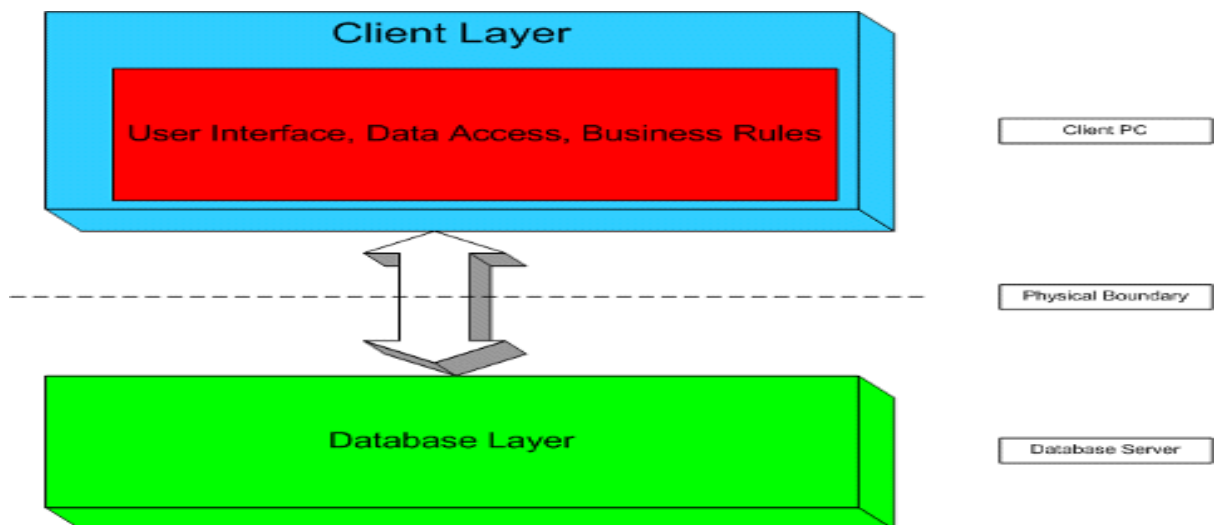 Client Layer
User Interface, Data Access, Business Rules
Client PC
Physical Boundary
Database Layer
Database Server